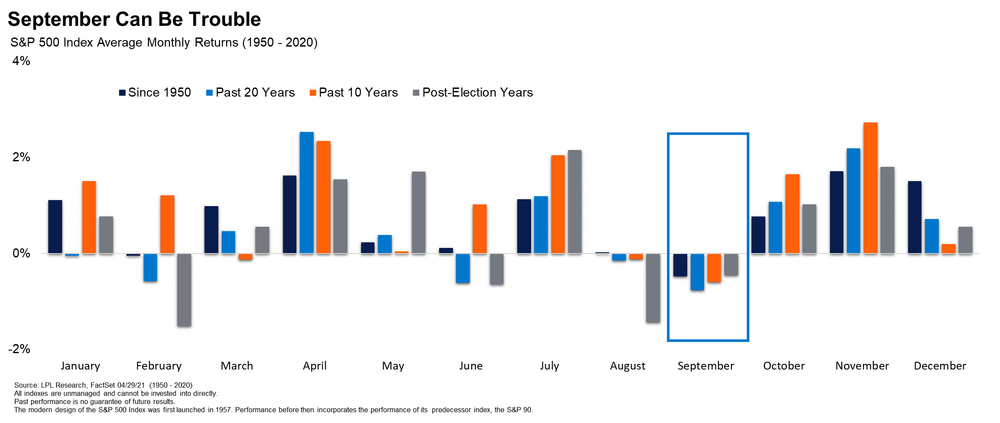 September Can Be Trouble
S&P 500 Index Average Monthly Returns (1950 - 2020)
4%
Since 1950 Past 20 Years Past 10 Years Post-Election Years
2%
0%
-2%
January February March April May June July August September October November December
Source: LPL Research, FactSet 04/29/21 (1950 - 2020)
All indexes are unmanaged and cannot be invested into directly.
Past performance is no guarantee of future results.
The modern design of the S&P 500 Index was first launched in 1957. Performance before then incorporates the performance of its predecessor index, the S&P 90.